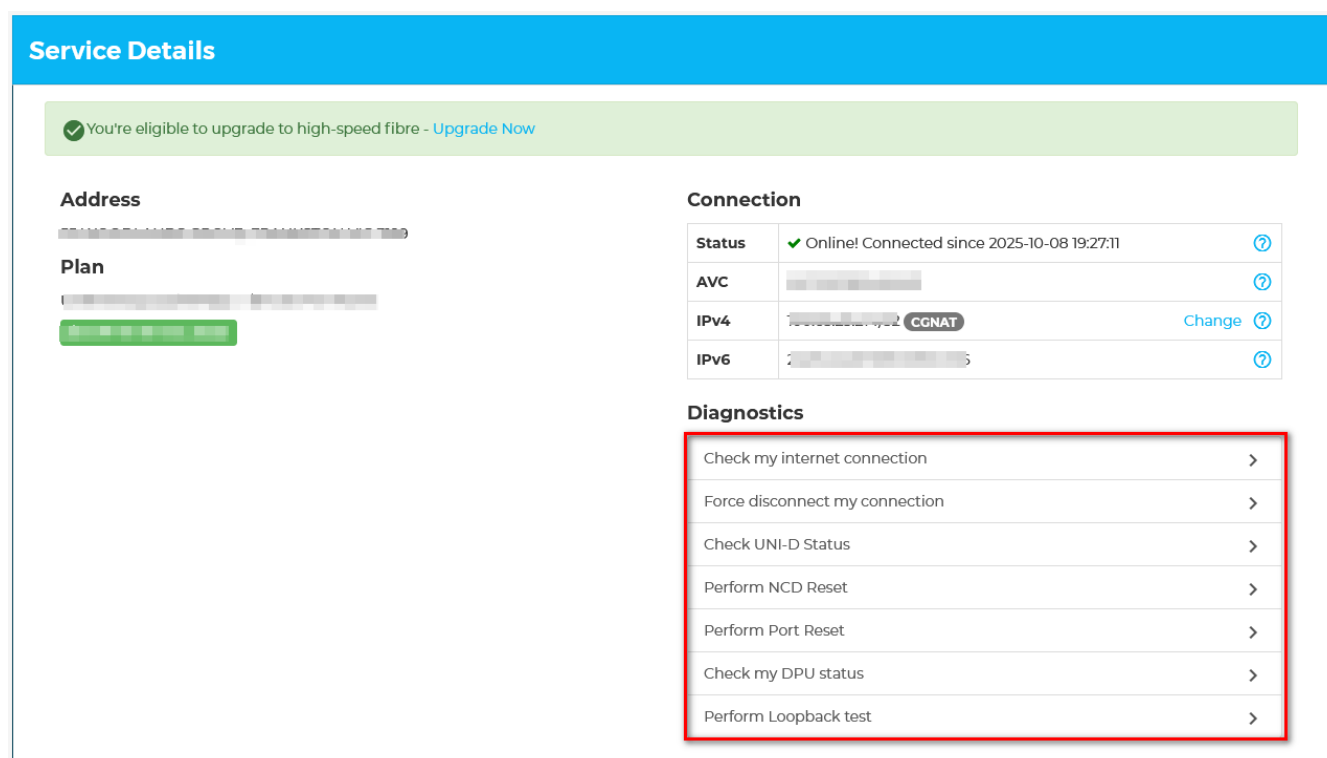 Service Details
You're eligible to upgrade to high-speed fibre - Upgrade Now
Address
Plan
Connection
Status ✔ Online! Connected since 2025-10-08 19:27:11
AVC
IPv4 CGNAT Change
IPv6
Diagnostics
Check my internet connection
Force disconnect my connection
Check UNI-D Status
Perform NCD Reset
Perform Port Reset
Check my DPU status
Perform Loopback test